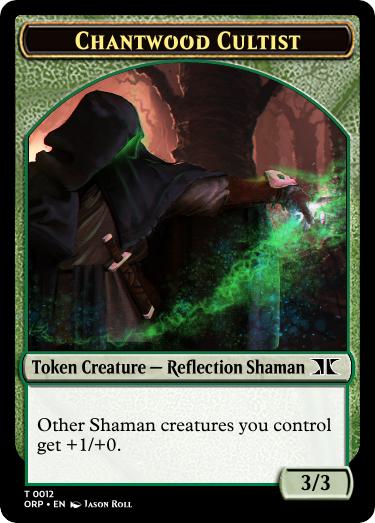 Chantwood Cultist
Token Creature — Reflection Shaman
Other Shaman creatures you control
get +1/+0.
3/3
T 0012
ORP • EN Jason Roll